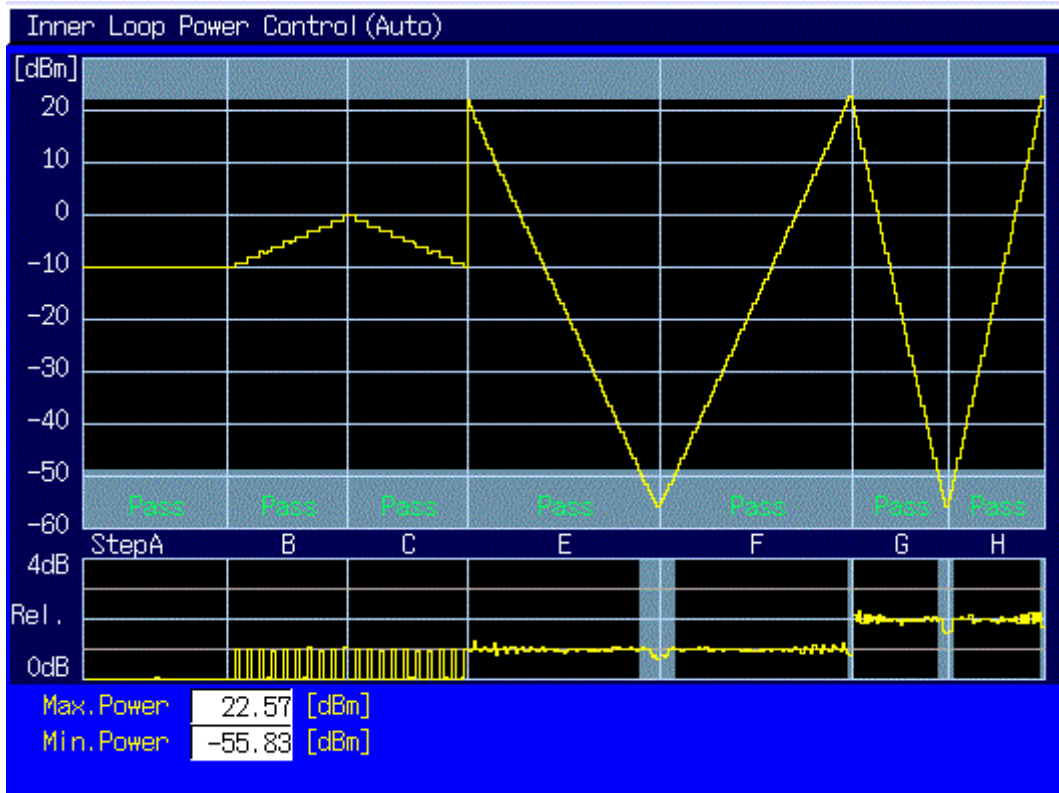 Inner Loop Power Control(Auto)
[dBm]
20
10
0
-10
-20
-30
-40
-50
-60
Pass Pass Pass Pass Pass Pass Pass
StepA B C E F G H
4dB
Rel.
0dB
Max.Power 22.57 [dBm]
Min.Power -55.83 [dBm]